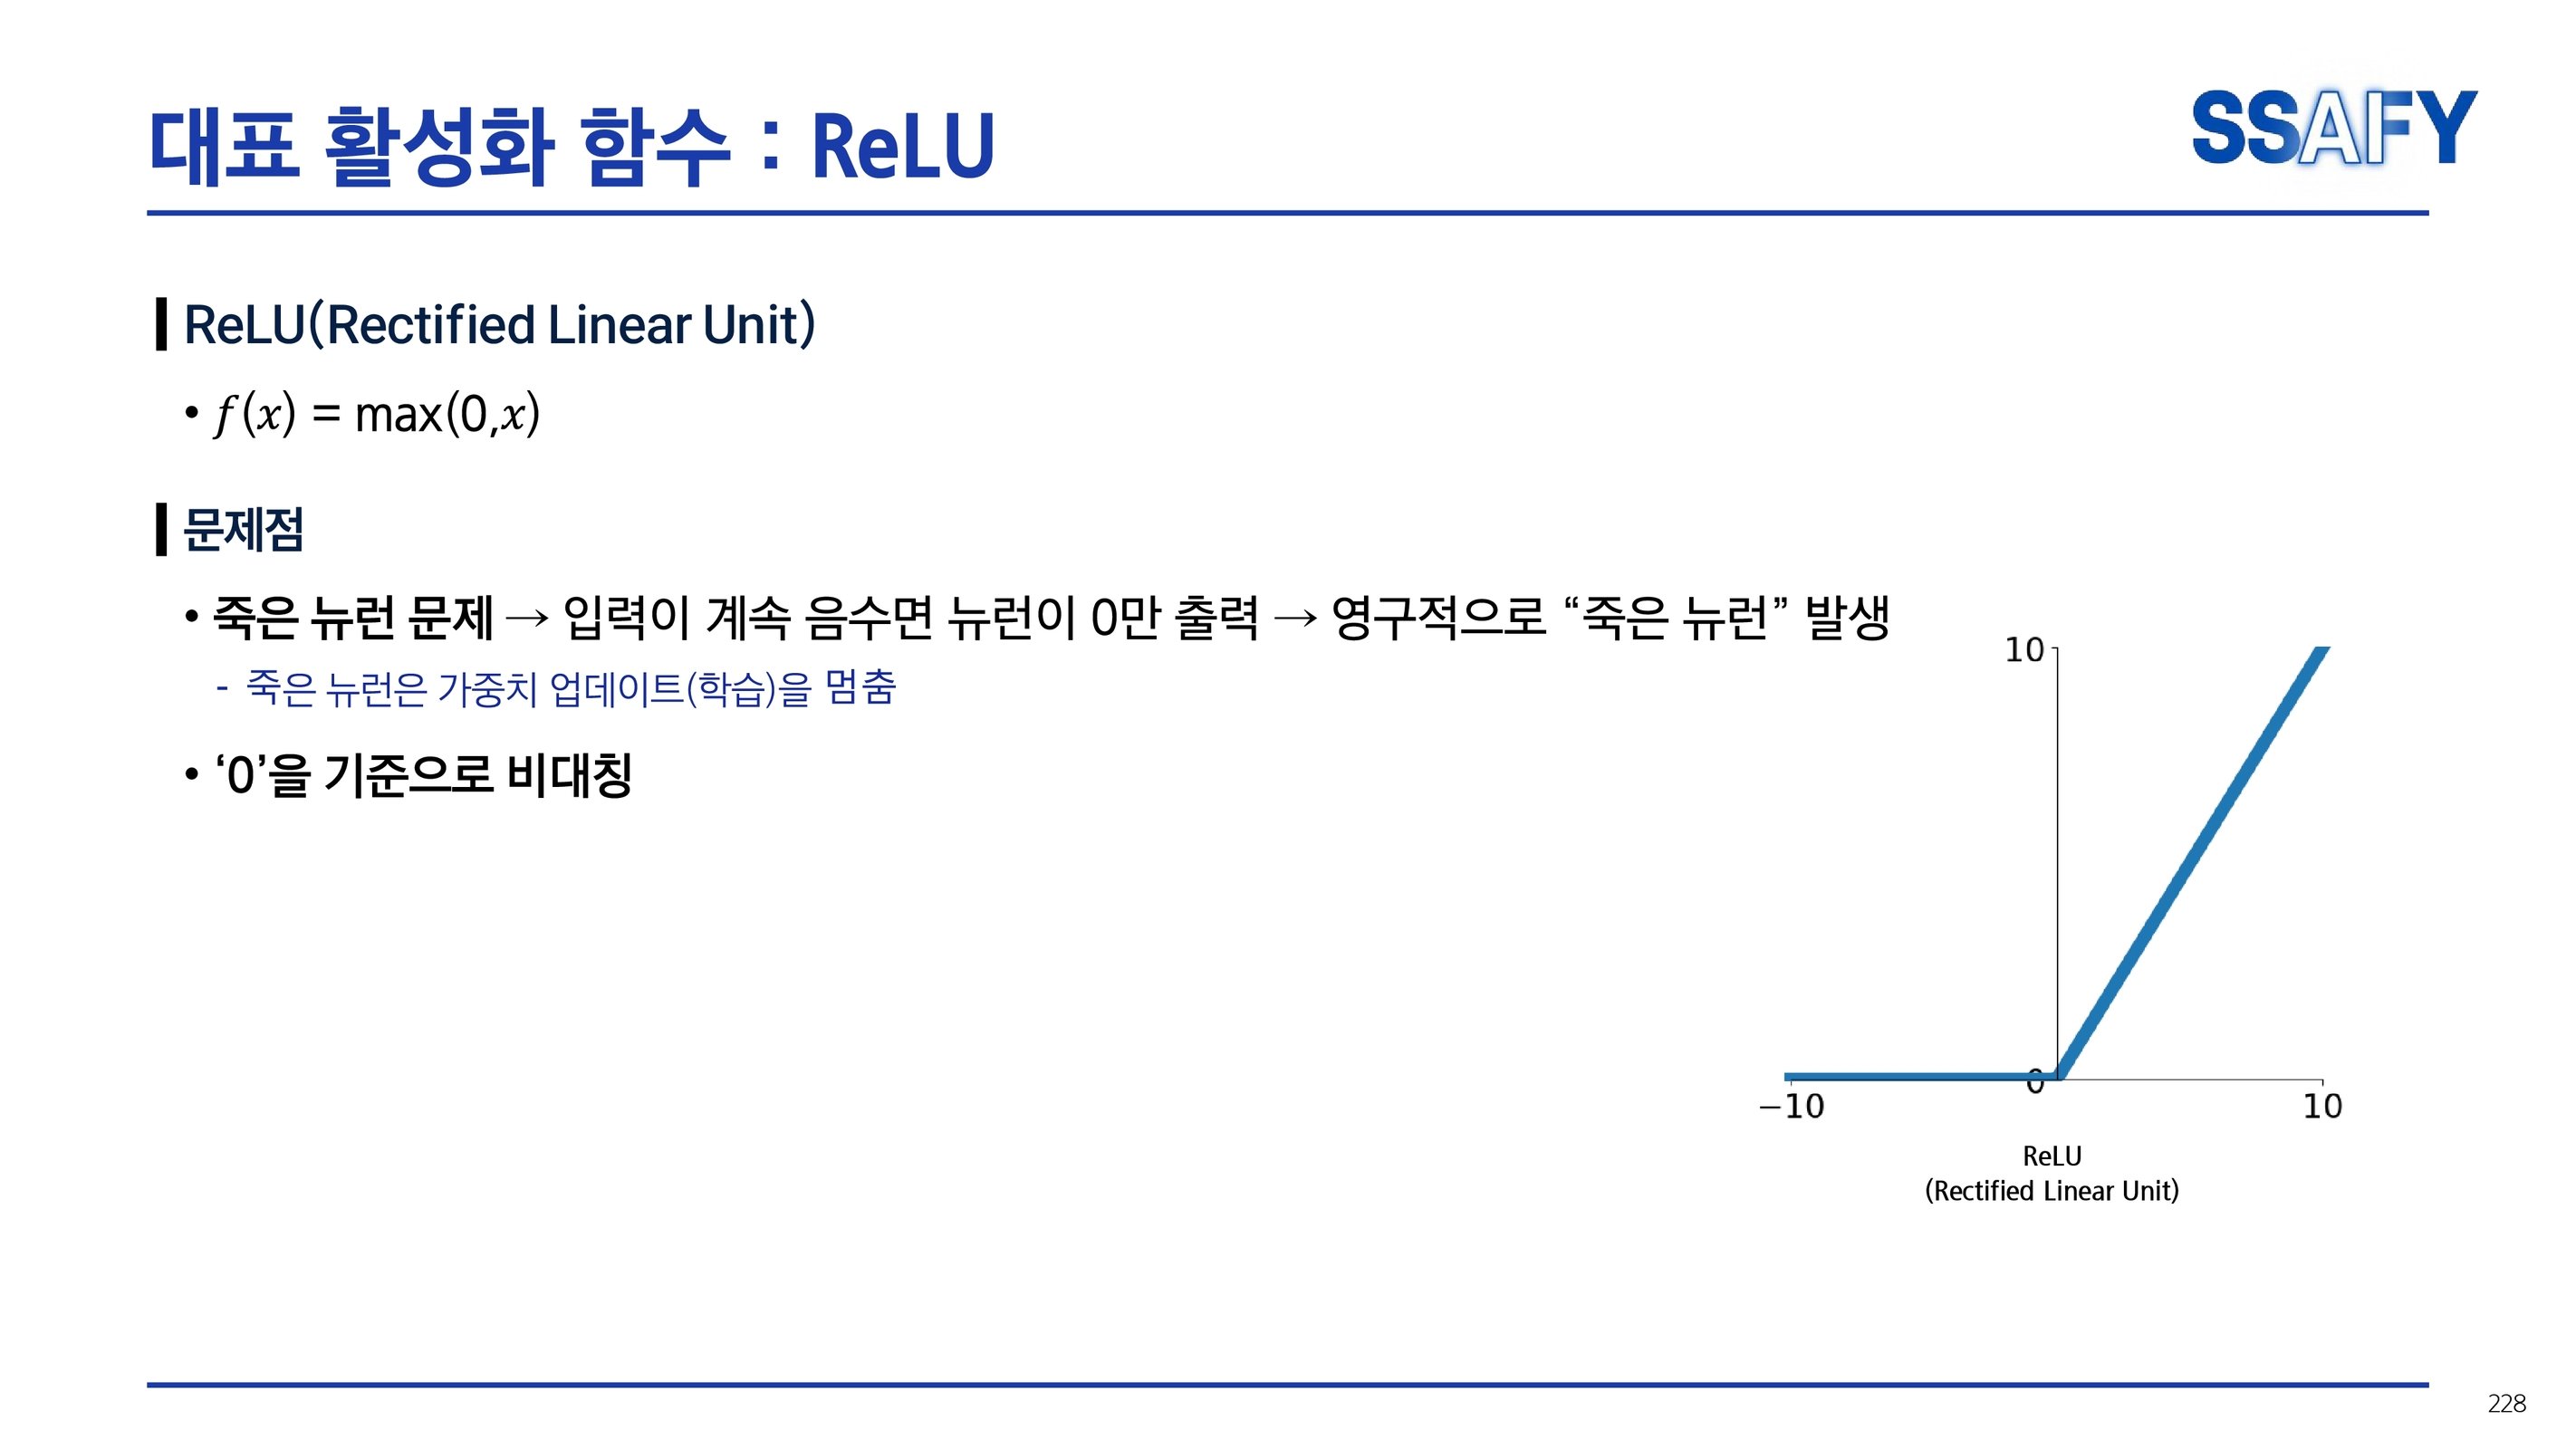 대표 활성화 함수 : ReLU
SSAFY
ReLU(Rectified Linear Unit)
• f(x) = max(0,x)
문제점
• 죽은 뉴런 문제 → 입력이 계속 음수면 뉴런이 0만 출력 → 영구적으로 “죽은 뉴런” 발생
- 죽은 뉴런은 가중치 업데이트(학습)을 멈춤
• ‘0’을 기준으로 비대칭
10
0
−10
10
ReLU
(Rectified Linear Unit)
228